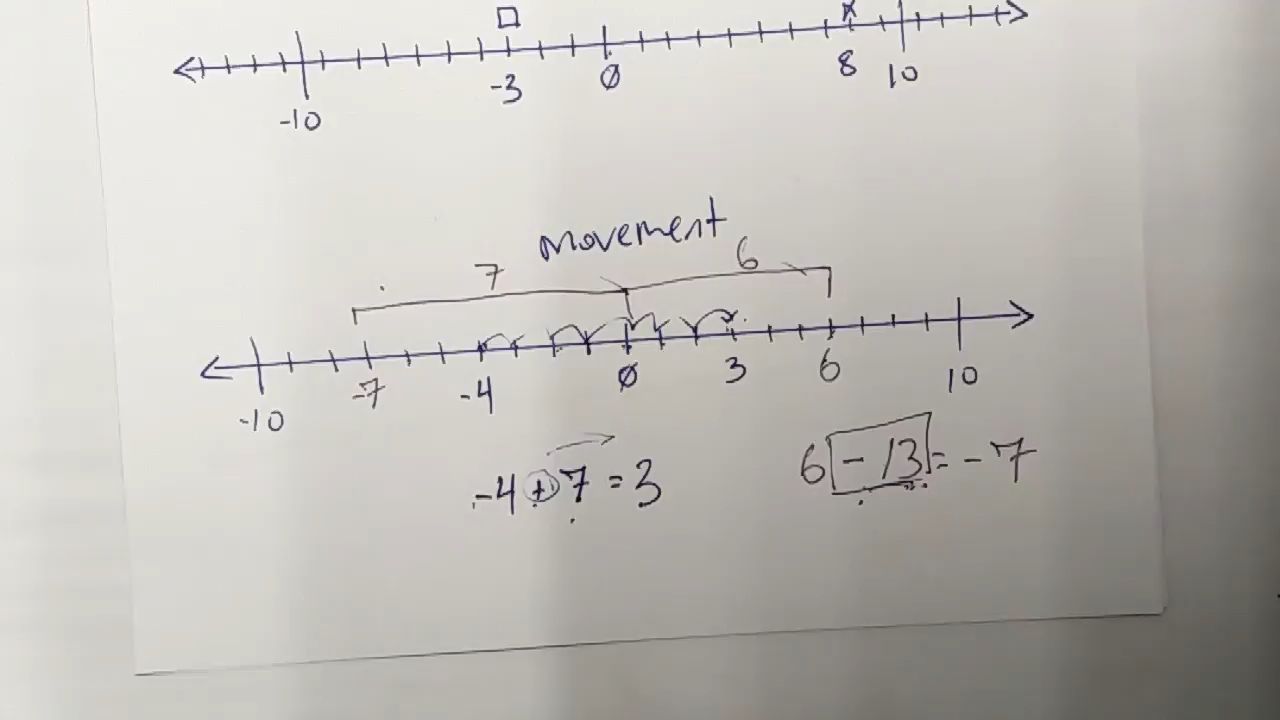 □ x
-10 -3 0 8 10
movement
7 6
-10 -7 -4 0 3 6 10
-4 + 7 = 3 6 - 13 = -7